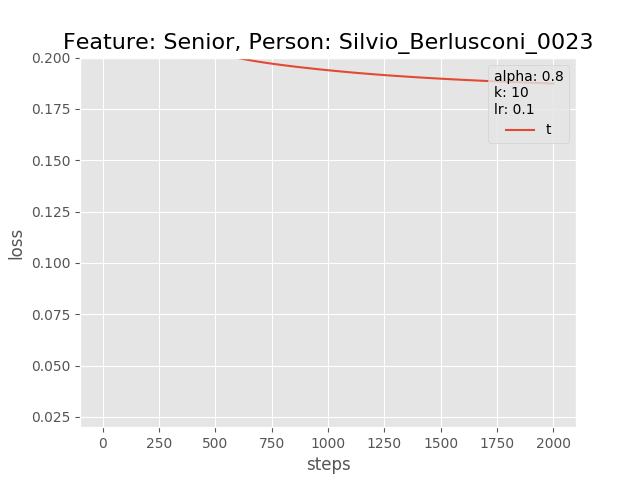 Feature: Senior, Person: Silvio_Berlusconi_0023
0.200
0.175
0.150
0.125
0.100
0.075
0.050
0.025
loss
alpha: 0.8
k: 10
lr: 0.1
t
0 250 500 750 1000 1250 1500 1750 2000
steps